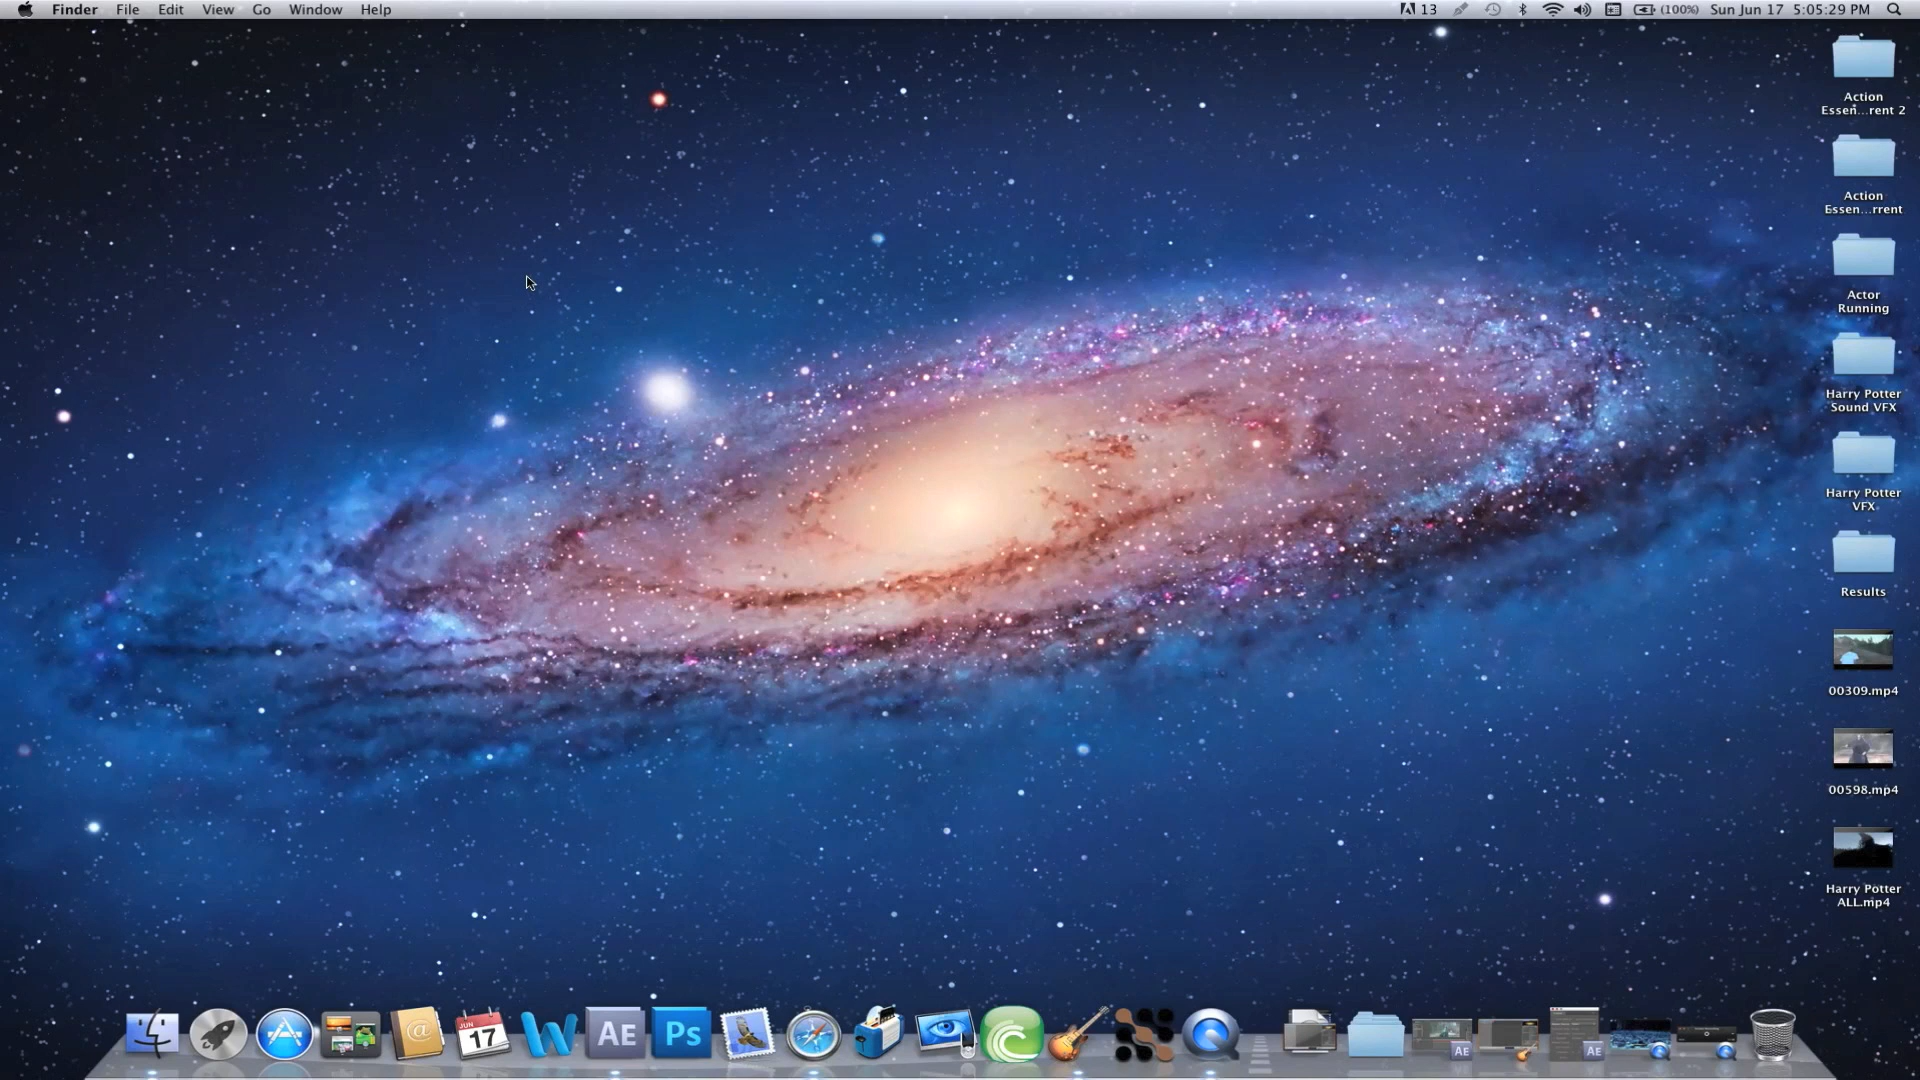 Finder File Edit View Go Window Help
13 (100%) Sun Jun 17 5:05:29 PM
Action
Essen...rent 2
Action
Essen...rrent
Actor
Running
Harry Potter
Sound VFX
Harry Potter
VFX
Results
00309.mp4
00598.mp4
Harry Potter
ALL.mp4
JUN
17
W
AE
Ps
@
AE
AE